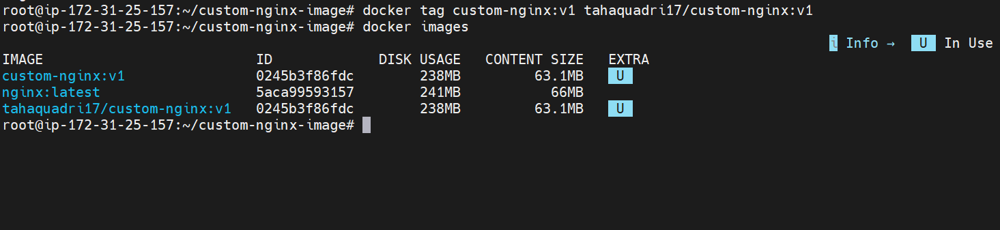 root@ip-172-31-25-157:~/custom-nginx-image# docker tag custom-nginx:v1 tahaquadri17/custom-nginx:v1
root@ip-172-31-25-157:~/custom-nginx-image# docker images
i Info → U In Use
IMAGE ID DISK USAGE CONTENT SIZE EXTRA
custom-nginx:v1 0245b3f86fdc 238MB 63.1MB U
nginx:latest 5aca99593157 241MB 66MB
tahaquadri17/custom-nginx:v1 0245b3f86fdc 238MB 63.1MB U
root@ip-172-31-25-157:~/custom-nginx-image#